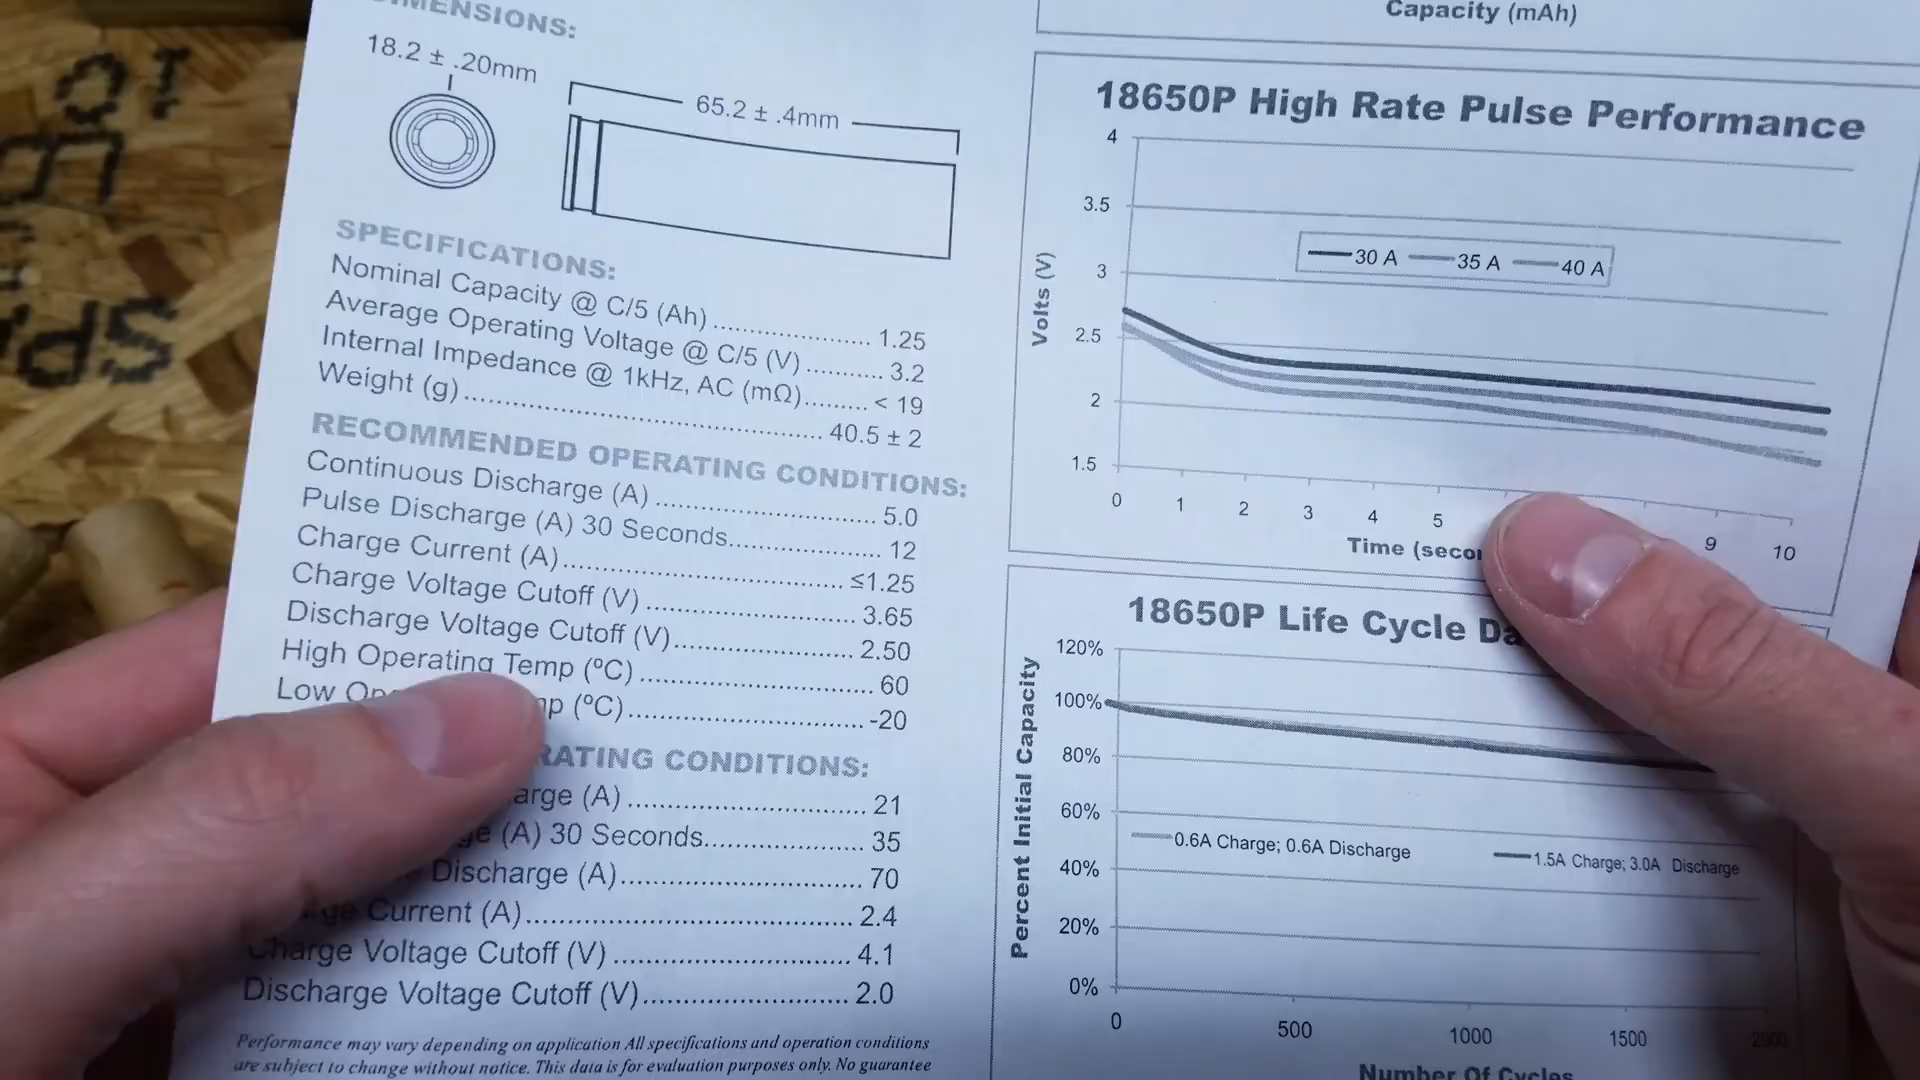 DIMENSIONS:
18.2 ± .20mm
65.2 ± .4mm
SPECIFICATIONS:
Nominal Capacity @ C/5 (Ah) 1.25
Average Operating Voltage @ C/5 (V) 3.2
Internal Impedance @ 1kHz, AC (mΩ) < 19
Weight (g) 40.5 ± 2
RECOMMENDED OPERATING CONDITIONS:
Continuous Discharge (A) 5.0
Pulse Discharge (A) 30 Seconds 12
Charge Current (A) ≤1.25
Charge Voltage Cutoff (V) 3.65
Discharge Voltage Cutoff (V) 2.50
High Operating Temp (ºC) 60
Low (ºC) -20
CONDITIONS:
(A) 21
(A) 30 Seconds 35
Discharge (A) 70
Current (A) 2.4
Charge Voltage Cutoff (V) 4.1
Discharge Voltage Cutoff (V) 2.0
Performance may vary depending on application All specifications and operation conditions
are subject to change without notice. This data is for evaluation purposes only. No guarantee
Capacity (mAh)
18650P High Rate Pulse Performance
4
3.5
3
2.5
2
1.5
Volts (V)
30 A 35 A 40 A
0 1 2 3 4 5 9 10
Time
18650P Life Cycle
120%
100%
80%
60%
40%
20%
0%
Percent Initial Capacity
0.6A Charge; 0.6A Discharge
1.5A Charge; 3.0A Discharge
0 500 1000 1500 2000
Number Of Cycles
10